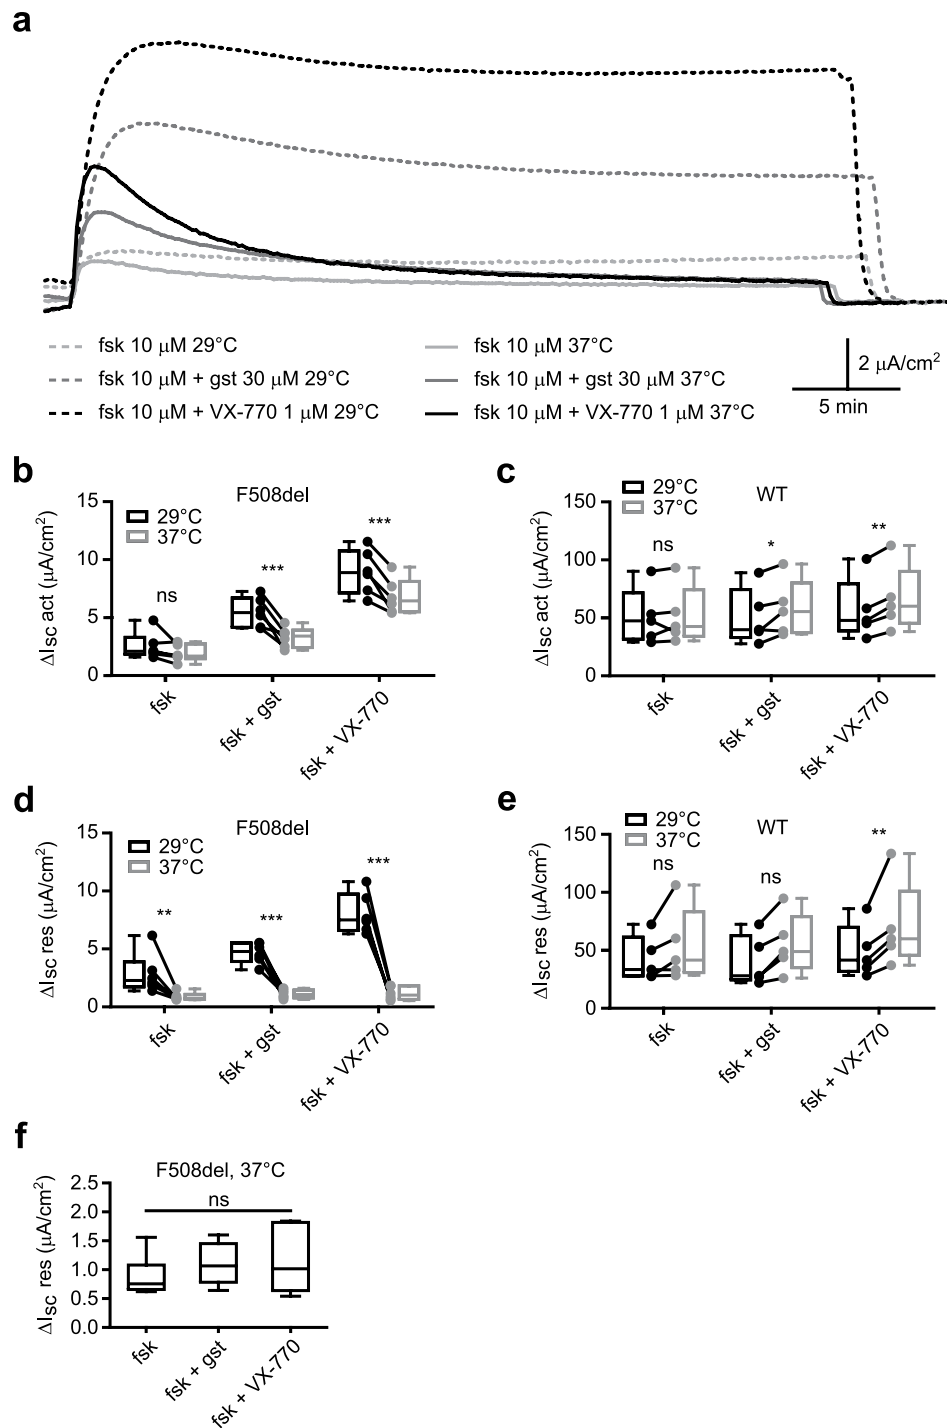 a
fsk 10 μM 29°C
fsk 10 μM 37°C
fsk 10 μM + gst 30 μM 29°C
fsk 10 μM + gst 30 μM 37°C
fsk 10 μM + VX-770 1 μM 29°C
fsk 10 μM + VX-770 1 μM 37°C
2 μA/cm²
5 min
b
F508del
29°C
37°C
ΔISC act (μA/cm²)
15
10
5
0
ns
***
***
fsk
fsk + gst
fsk + VX-770
c
WT
29°C
37°C
ΔISC act (μA/cm²)
150
100
50
0
ns
*
**
fsk
fsk + gst
fsk + VX-770
d
F508del
29°C
37°C
ΔISC res (μA/cm²)
15
10
5
0
**
***
***
fsk
fsk + gst
fsk + VX-770
e
WT
29°C
37°C
ΔISC res (μA/cm²)
150
100
50
0
ns
ns
**
fsk
fsk + gst
fsk + VX-770
f
F508del, 37°C
ns
ΔISC res (μA/cm²)
2.5
2.0
1.5
1.0
0.5
0.0
fsk
fsk + gst
fsk + VX-770